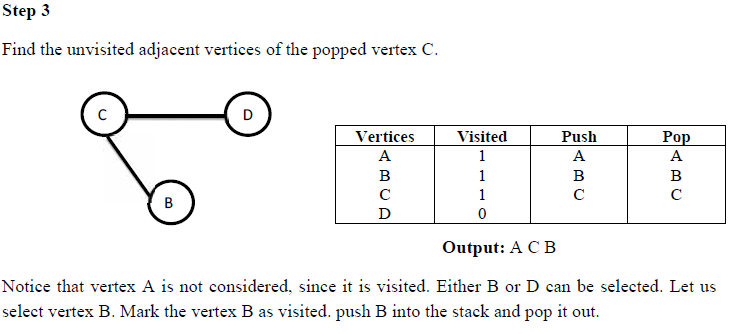 Step 3
Find the unvisited adjacent vertices of the popped vertex C.
C
D
B
Vertices Visited Push Pop
A 1 A A
B 1 B B
C 1 C C
D 0
Output: A C B
Notice that vertex A is not considered, since it is visited. Either B or D can be selected. Let us
select vertex B. Mark the vertex B as visited. push B into the stack and pop it out.